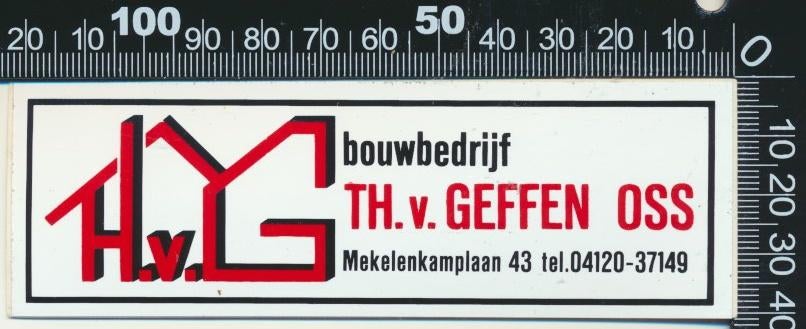 20 10 100 90 80 70 60 50 40 30 20 10 0
10 20 30 40
TH.v.G
bouwbedrijf
TH. v. GEFFEN OSS
Mekelenkamplaan 43 tel.04120-37149